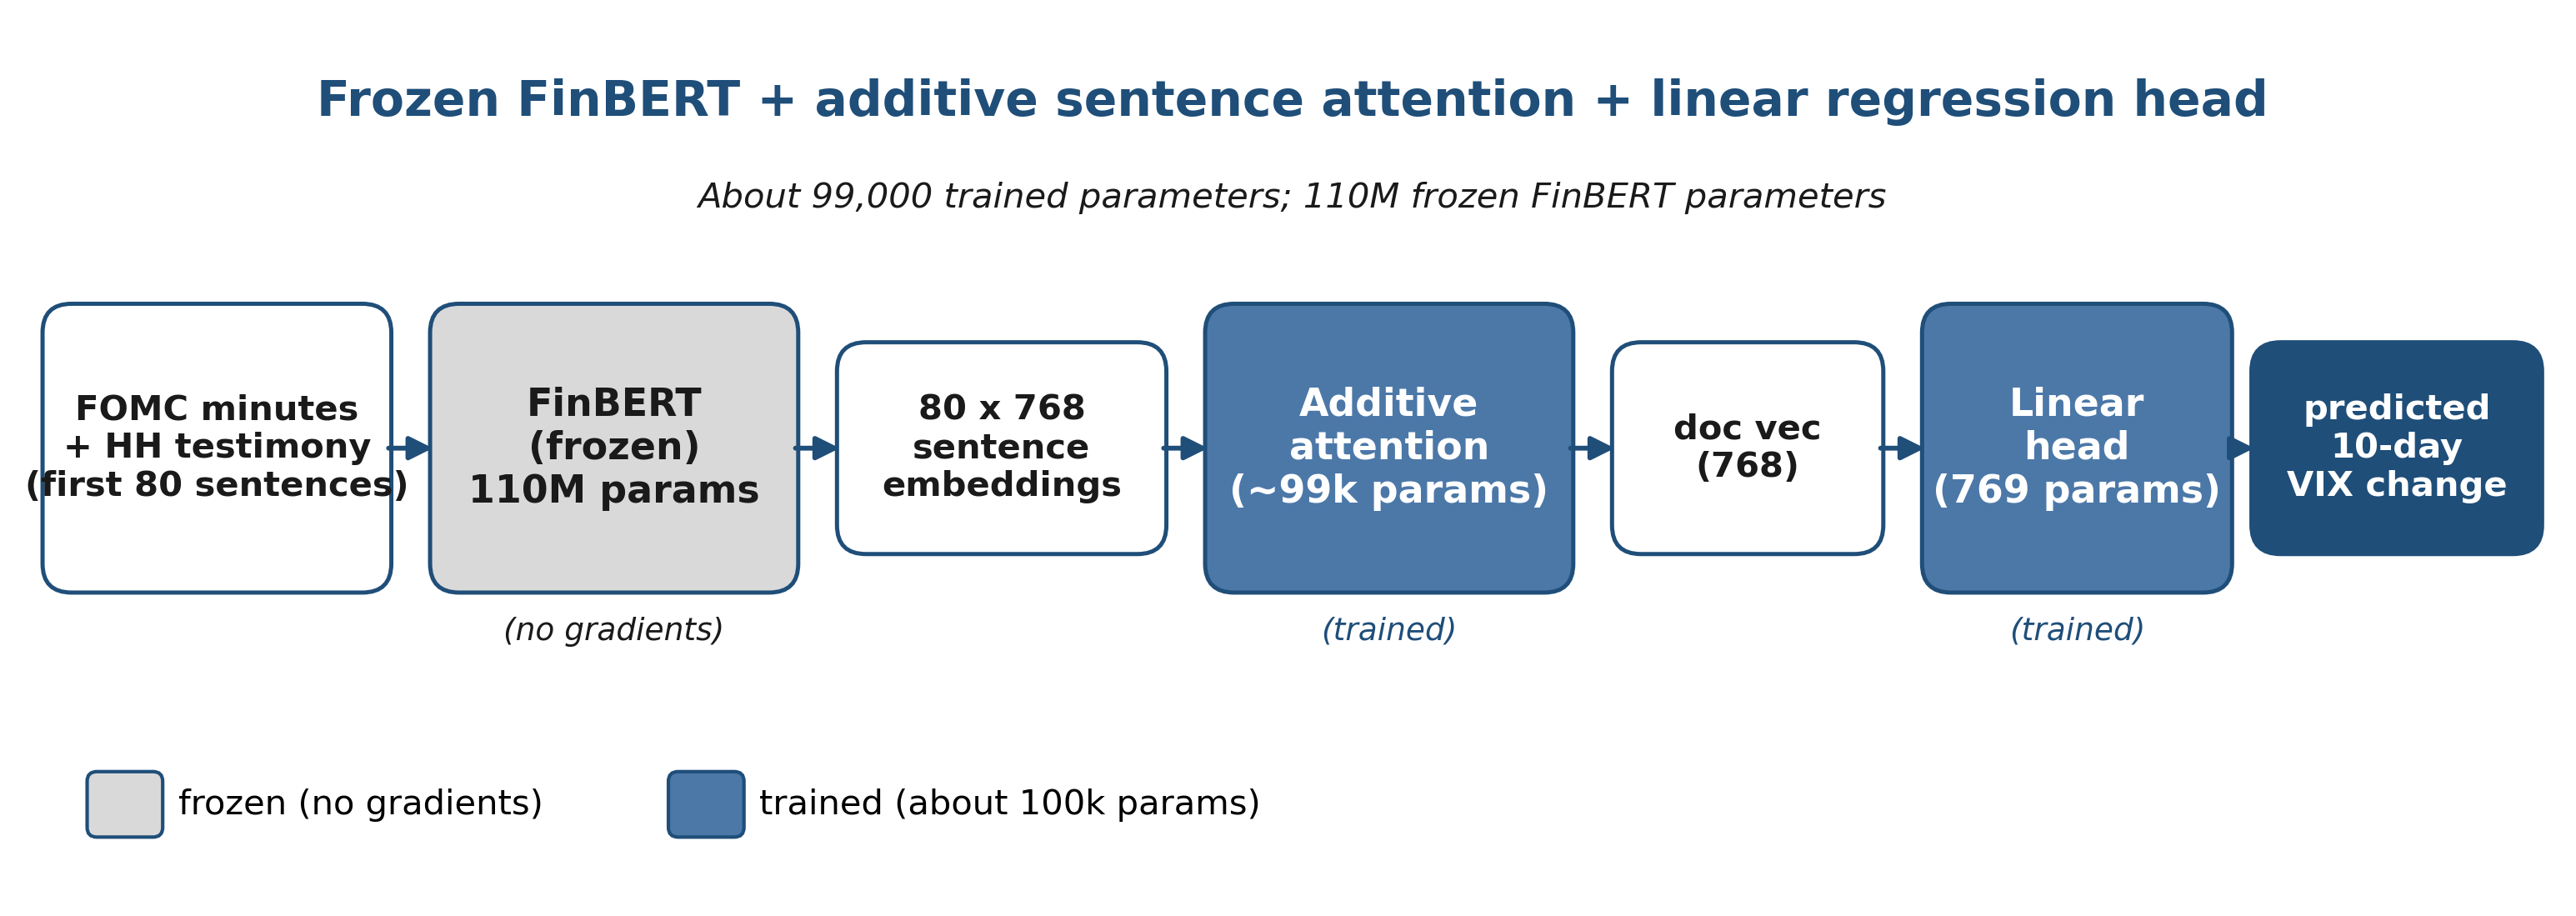 Frozen FinBERT + additive sentence attention + linear regression head
About 99,000 trained parameters; 110M frozen FinBERT parameters
FOMC minutes
+ HH testimony
(first 80 sentences)
FinBERT
(frozen)
110M params
(no gradients)
80 x 768
sentence
embeddings
Additive
attention
(~99k params)
(trained)
doc vec
(768)
Linear
head
(769 params)
(trained)
predicted
10-day
VIX change
frozen (no gradients)
trained (about 100k params)